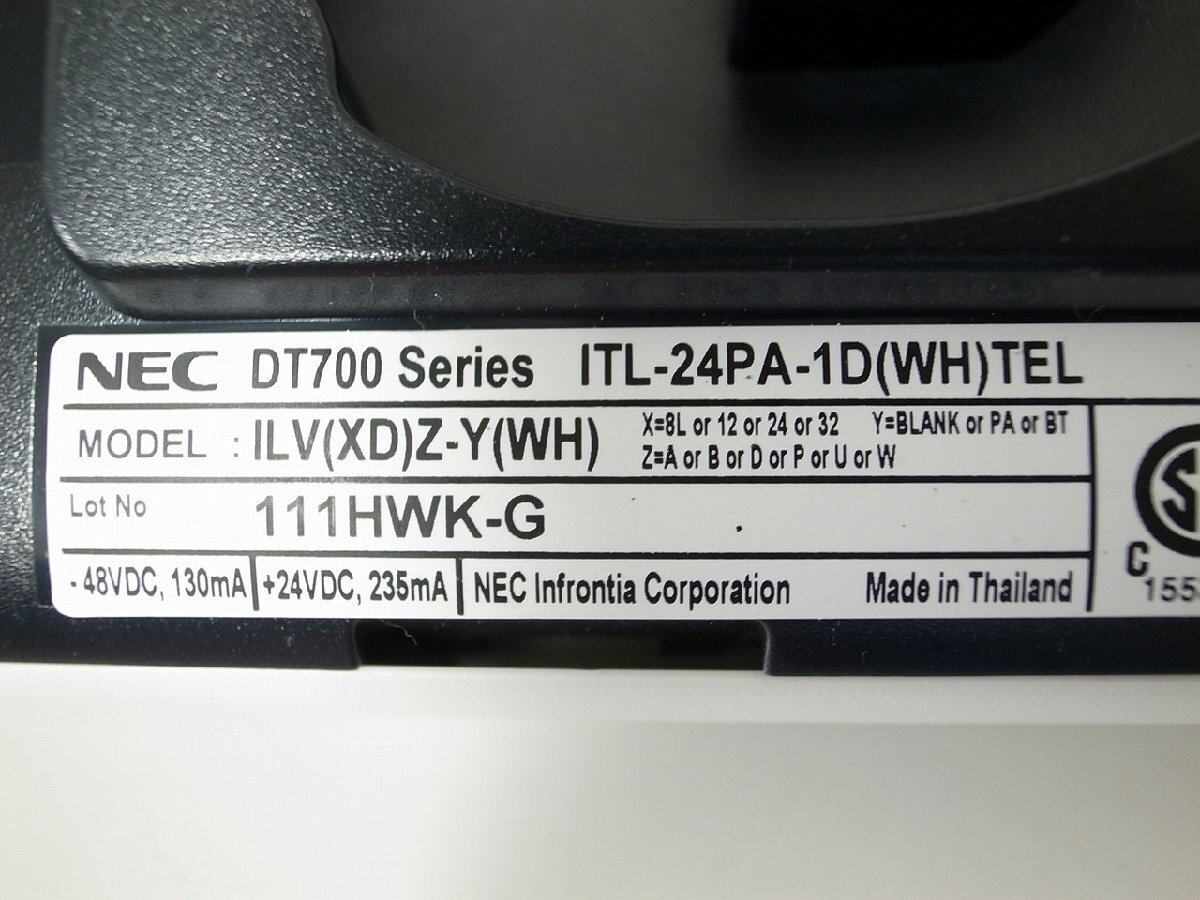 NEC DT700 Series ITL-24PA-1D(WH)TEL
MODEL : ILV(XD)Z-Y(WH) X=8L or 12 or 24 or 32 Y=BLANK or PA or BT
Z=A or B or D or P or U or W
Lot No 111HWK-G
-48VDC, 130mA +24VDC, 235mA NEC Infrontia Corporation Made in Thailand
C